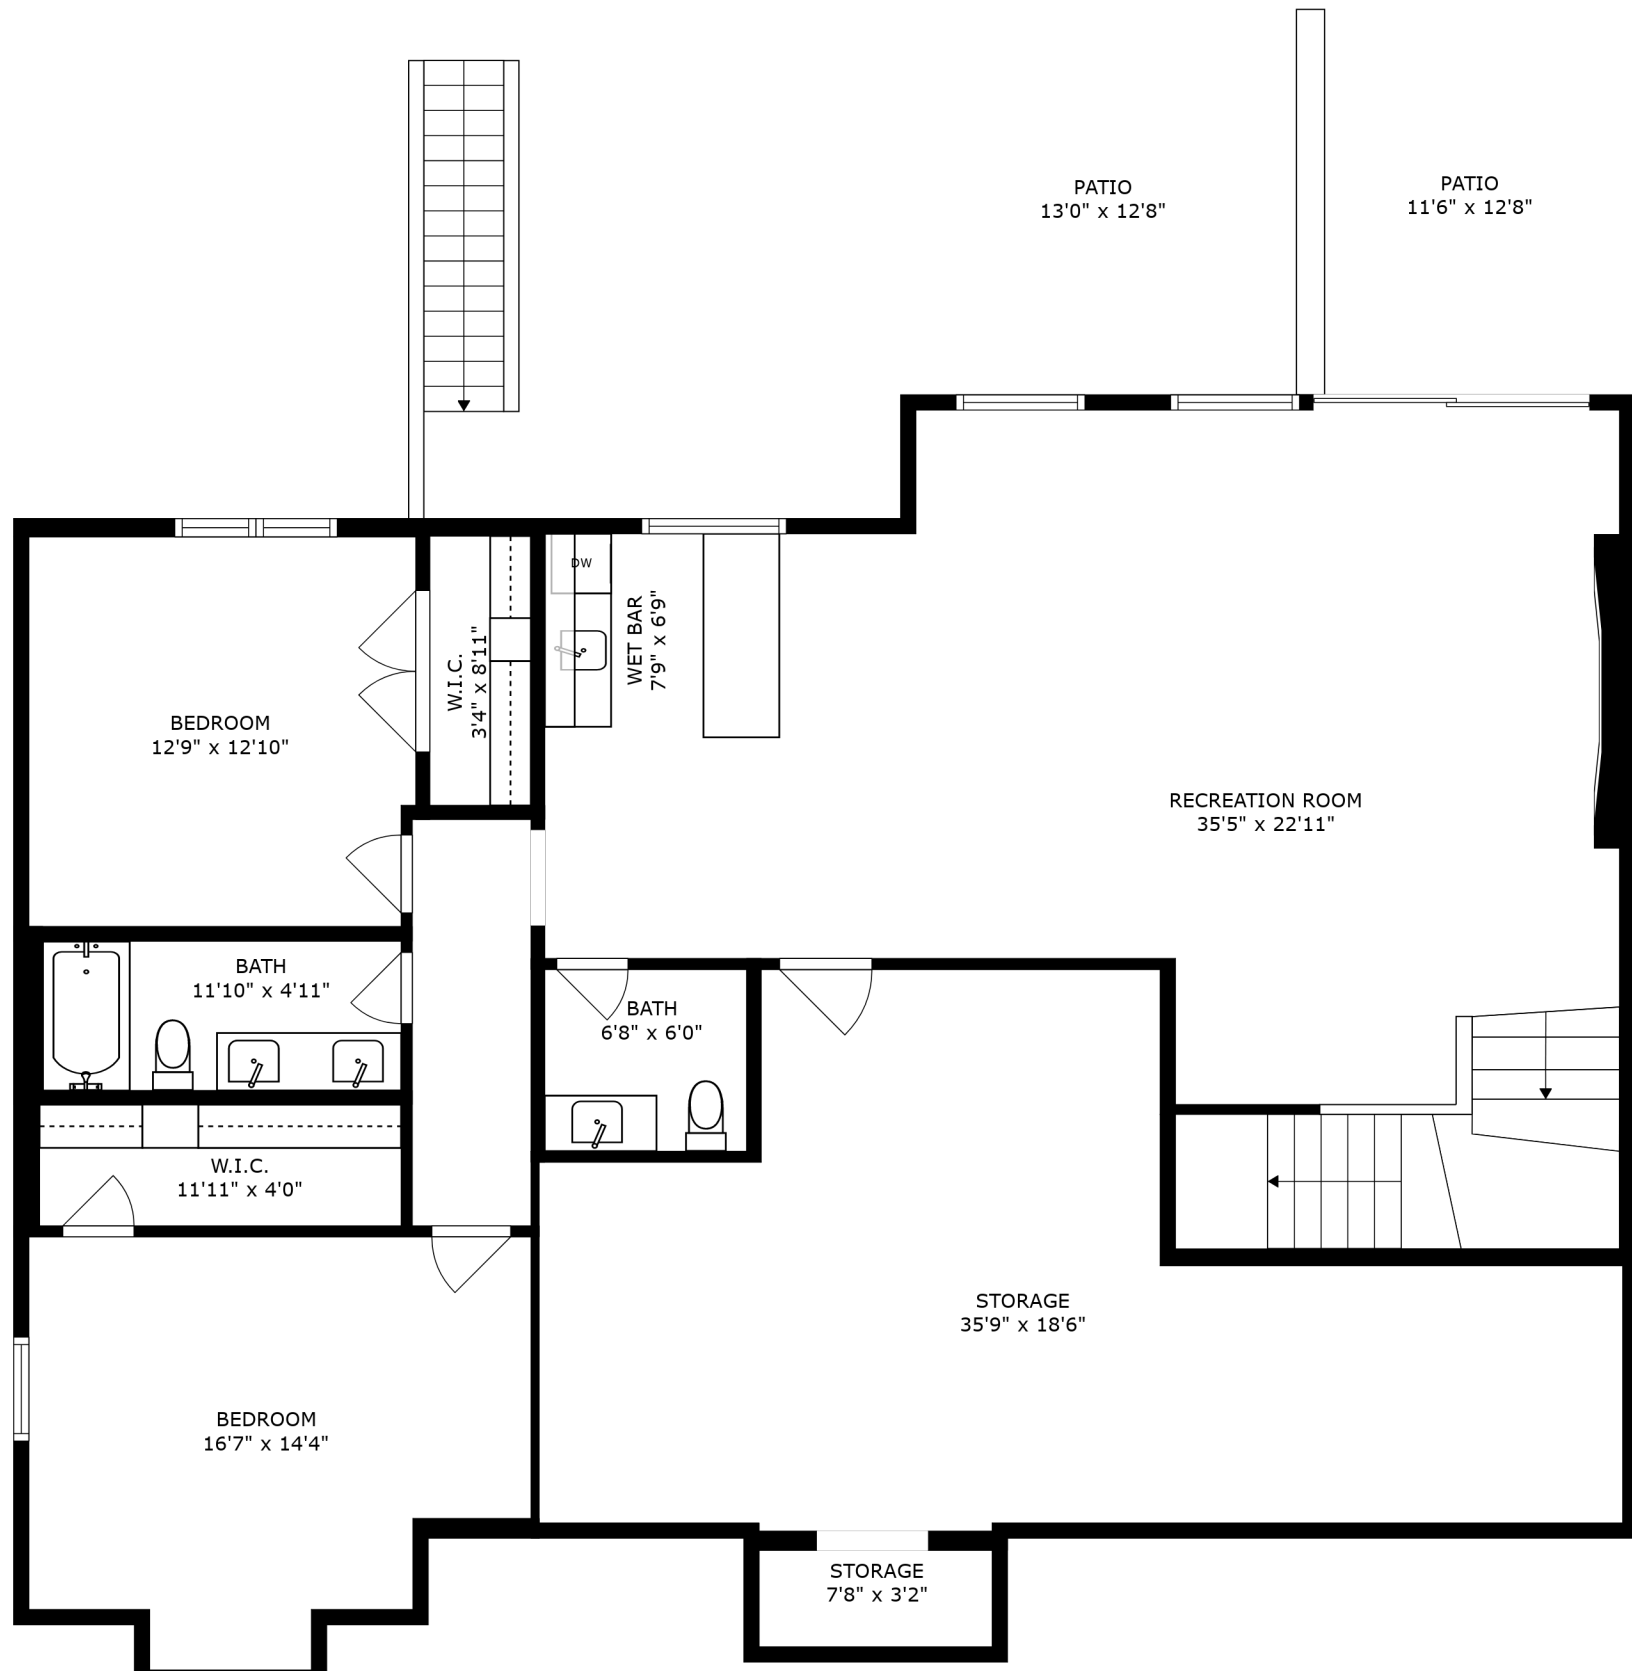 PATIO
13'0" x 12'8"
PATIO
11'6" x 12'8"
DW
WET BAR
7'9" x 6'9"
W.I.C.
3'4" x 8'11"
BEDROOM
12'9" x 12'10"
RECREATION ROOM
35'5" x 22'11"
BATH
11'10" x 4'11"
BATH
6'8" x 6'0"
W.I.C.
11'11" x 4'0"
STORAGE
35'9" x 18'6"
BEDROOM
16'7" x 14'4"
STORAGE
7'8" x 3'2"